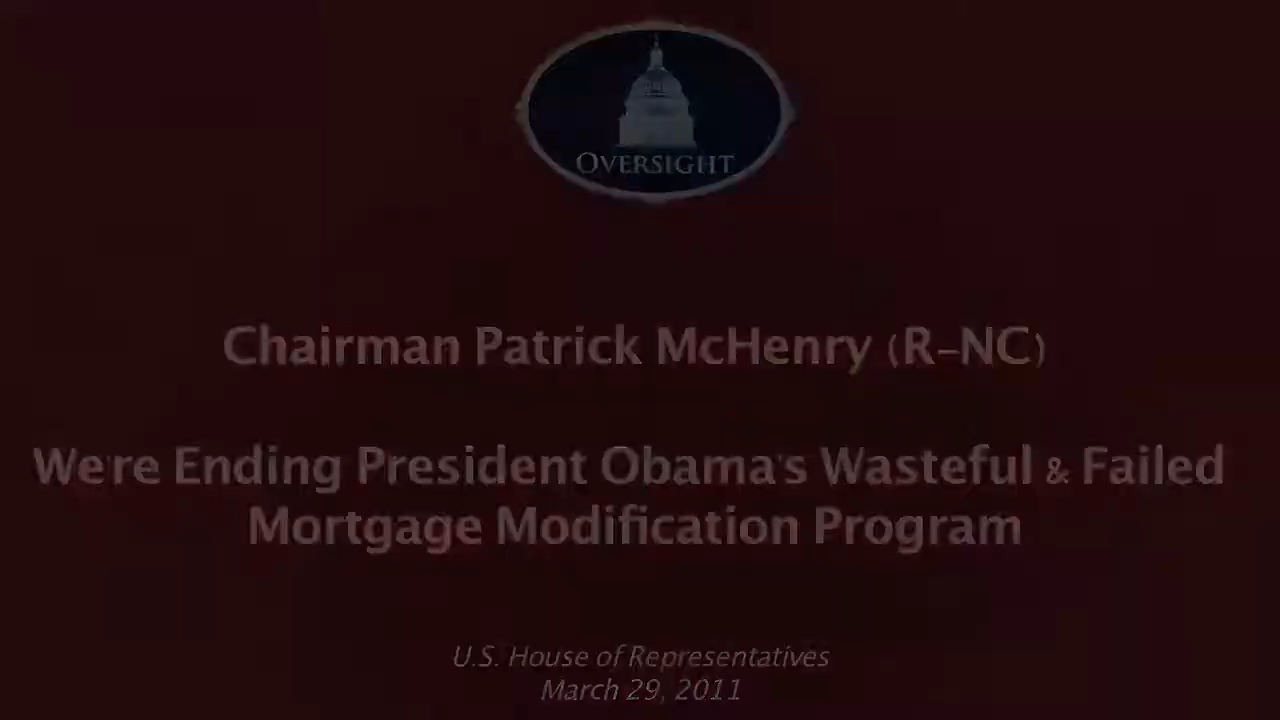 OVERSIGHT
Chairman Patrick McHenry (R-NC)
We're Ending President Obama's Wasteful & Failed
Mortgage Modification Program
U.S. House of Representatives
March 29, 2011